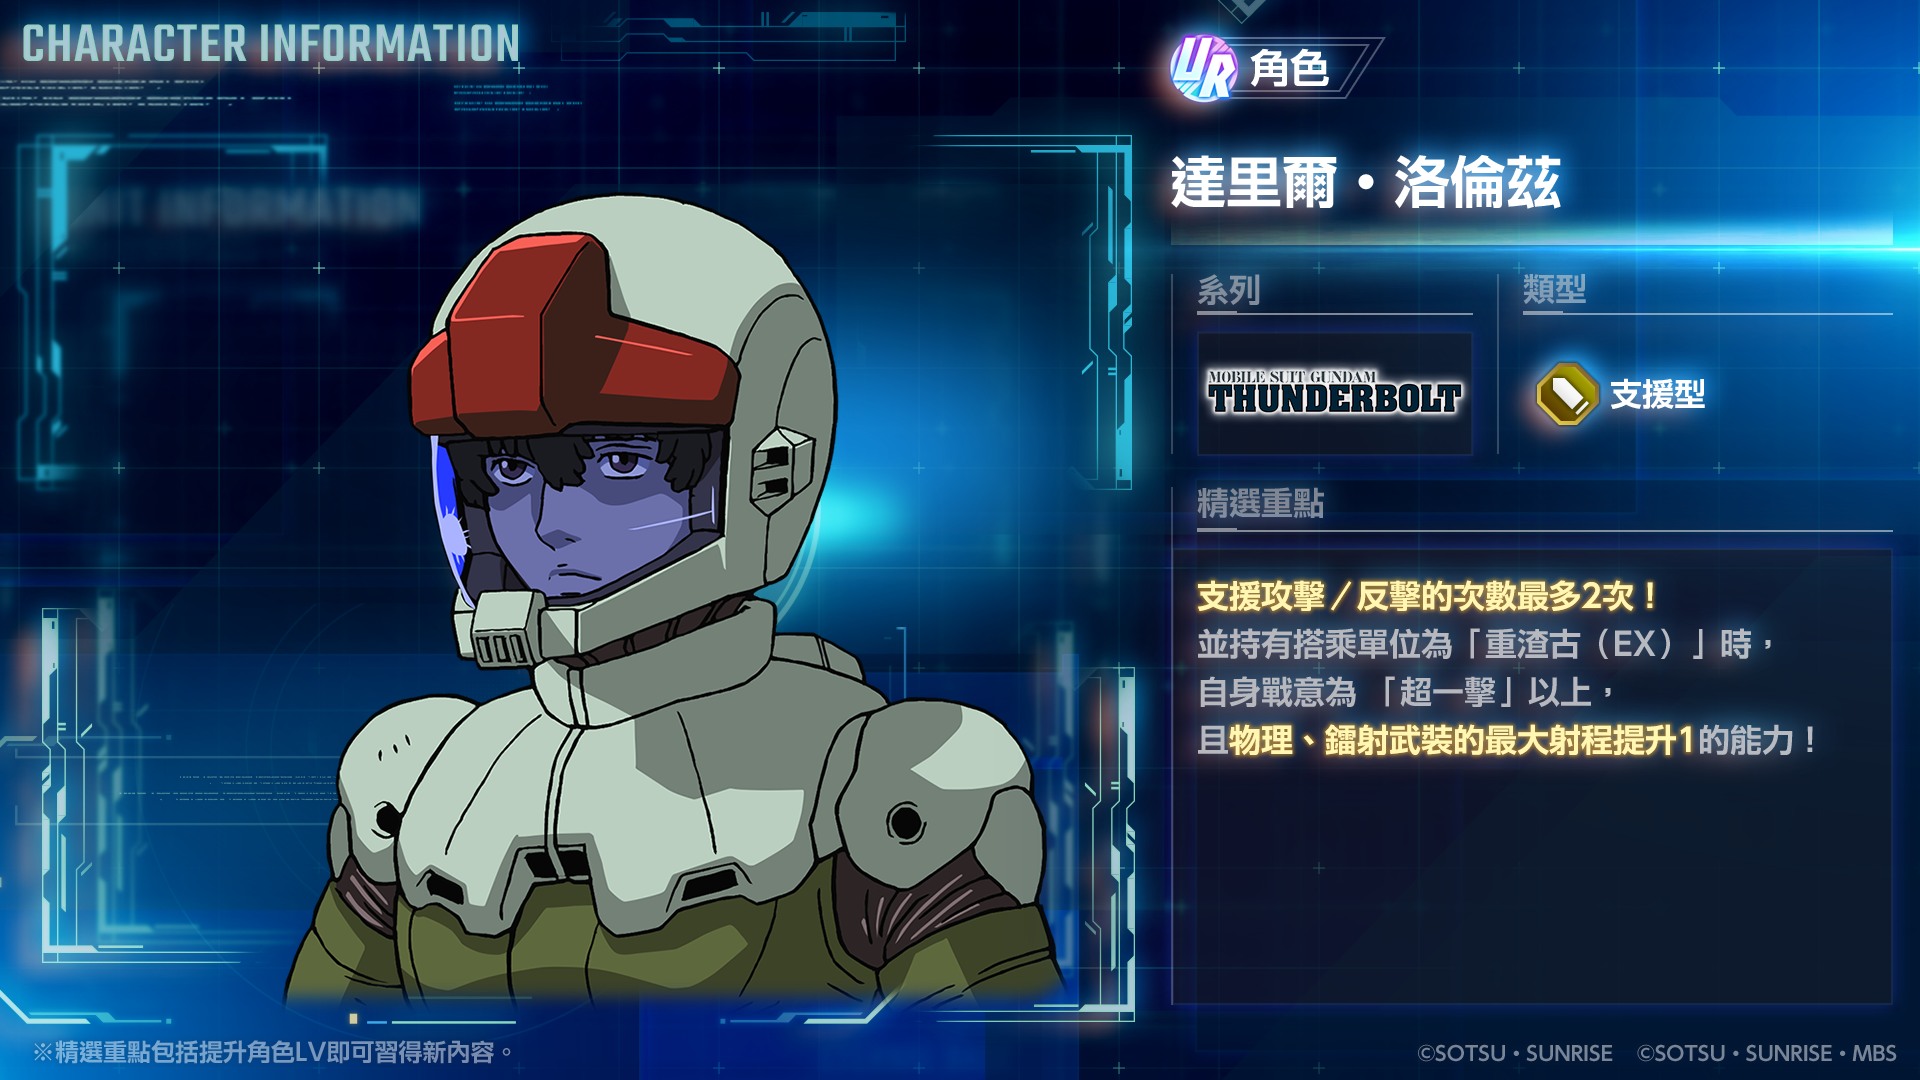 CHARACTER INFORMATION
UR 角色
達里爾・洛倫茲
系列
類型
MOBILE SUIT GUNDAM
THUNDERBOLT
支援型
精選重點
支援攻擊／反擊的次數最多2次！
並持有搭乘單位為「重渣古（EX）」時，
自身戰意為 「超一擊」以上，
且物理、鐳射武裝的最大射程提升1的能力！
※精選重點包括提升角色LV即可習得新內容。
©SOTSU・SUNRISE ©SOTSU・SUNRISE・MBS